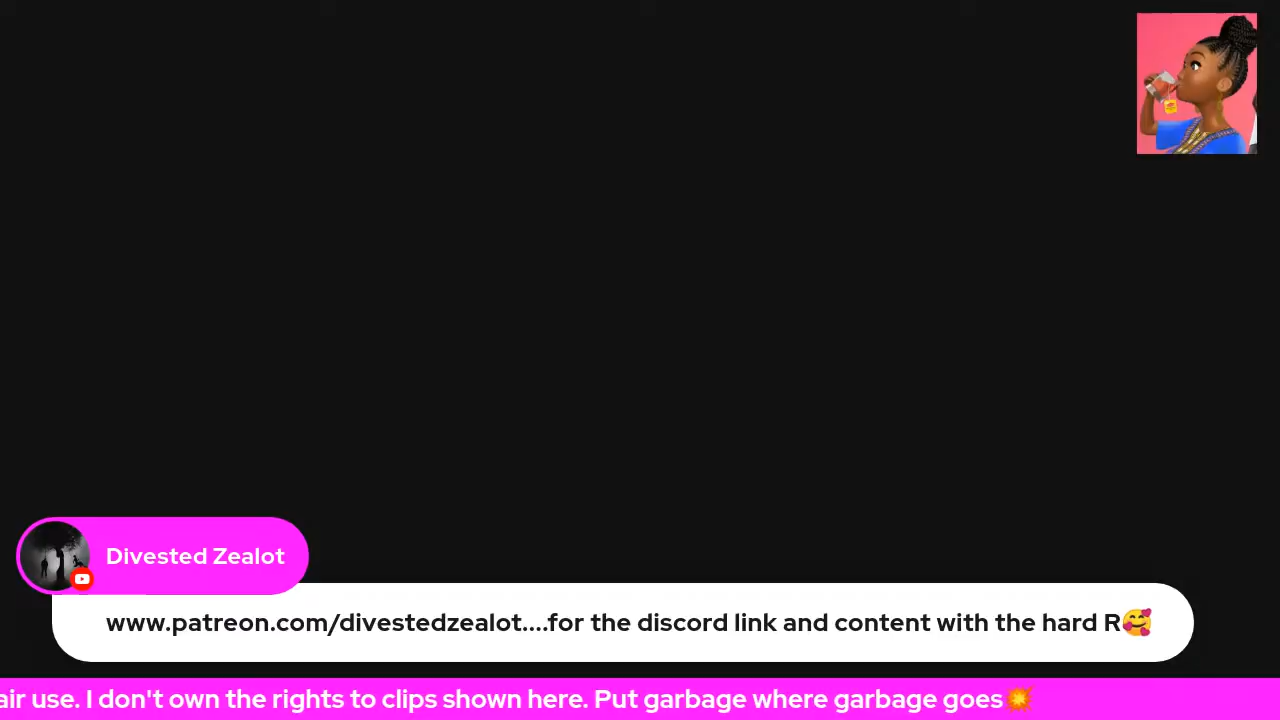 Divested Zealot
www.patreon.com/divestedzealot....for the discord link and content with the hard R🥰
air use. I don't own the rights to clips shown here. Put garbage where garbage goes💥